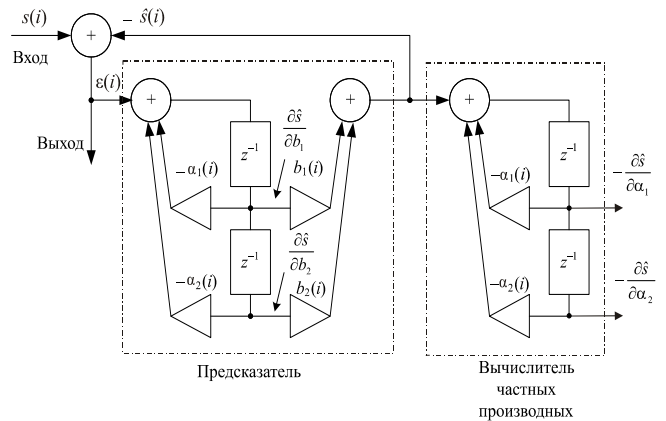 s(i)
− ŝ(i)
+
Вход
ε(i)
Выход
+
+
+
z⁻¹
∂ŝ/∂b₁
b₁(i)
−α₁(i)
z⁻¹
∂ŝ/∂b₂
b₂(i)
−α₂(i)
z⁻¹
−α₁(i)
−∂ŝ/∂α₁
z⁻¹
−α₂(i)
−∂ŝ/∂α₂
Предсказатель
Вычислитель
частных
производных